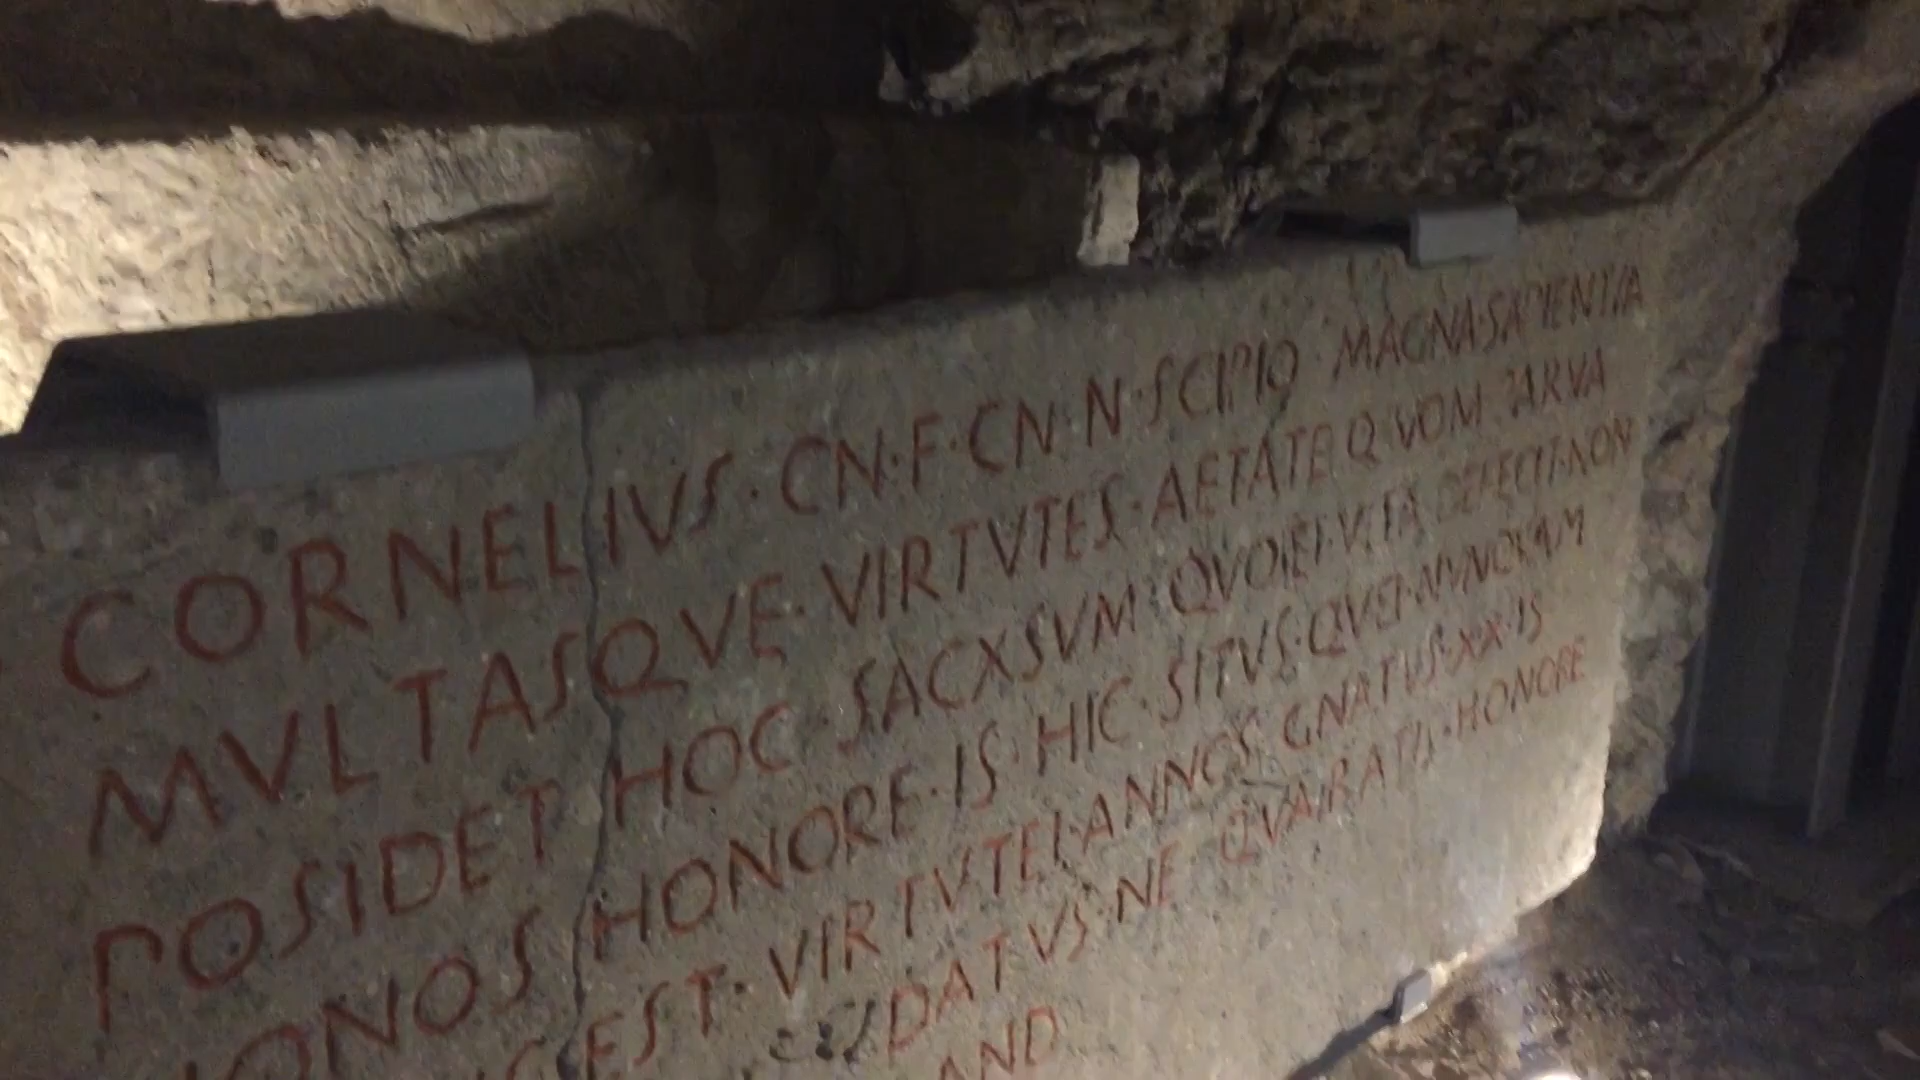 · CORNELIVS · CN · F · CN · N · SCIPIO MAGNA · SAPIENTIA
MVLTASQVE · VIRTVTES · AETATE QVOM PARVA
POSIDET HOC · SACXSVM QVOIEI · VITA DEFECIT · NON
HONOS HONORE · IS · HIC · SITVS · QVEI · NVNQVAM
EST · VIRTVTEI · ANNOS GNATVS · XX · IS
DATVS · NE QVAIRATIS · HONORE
AND